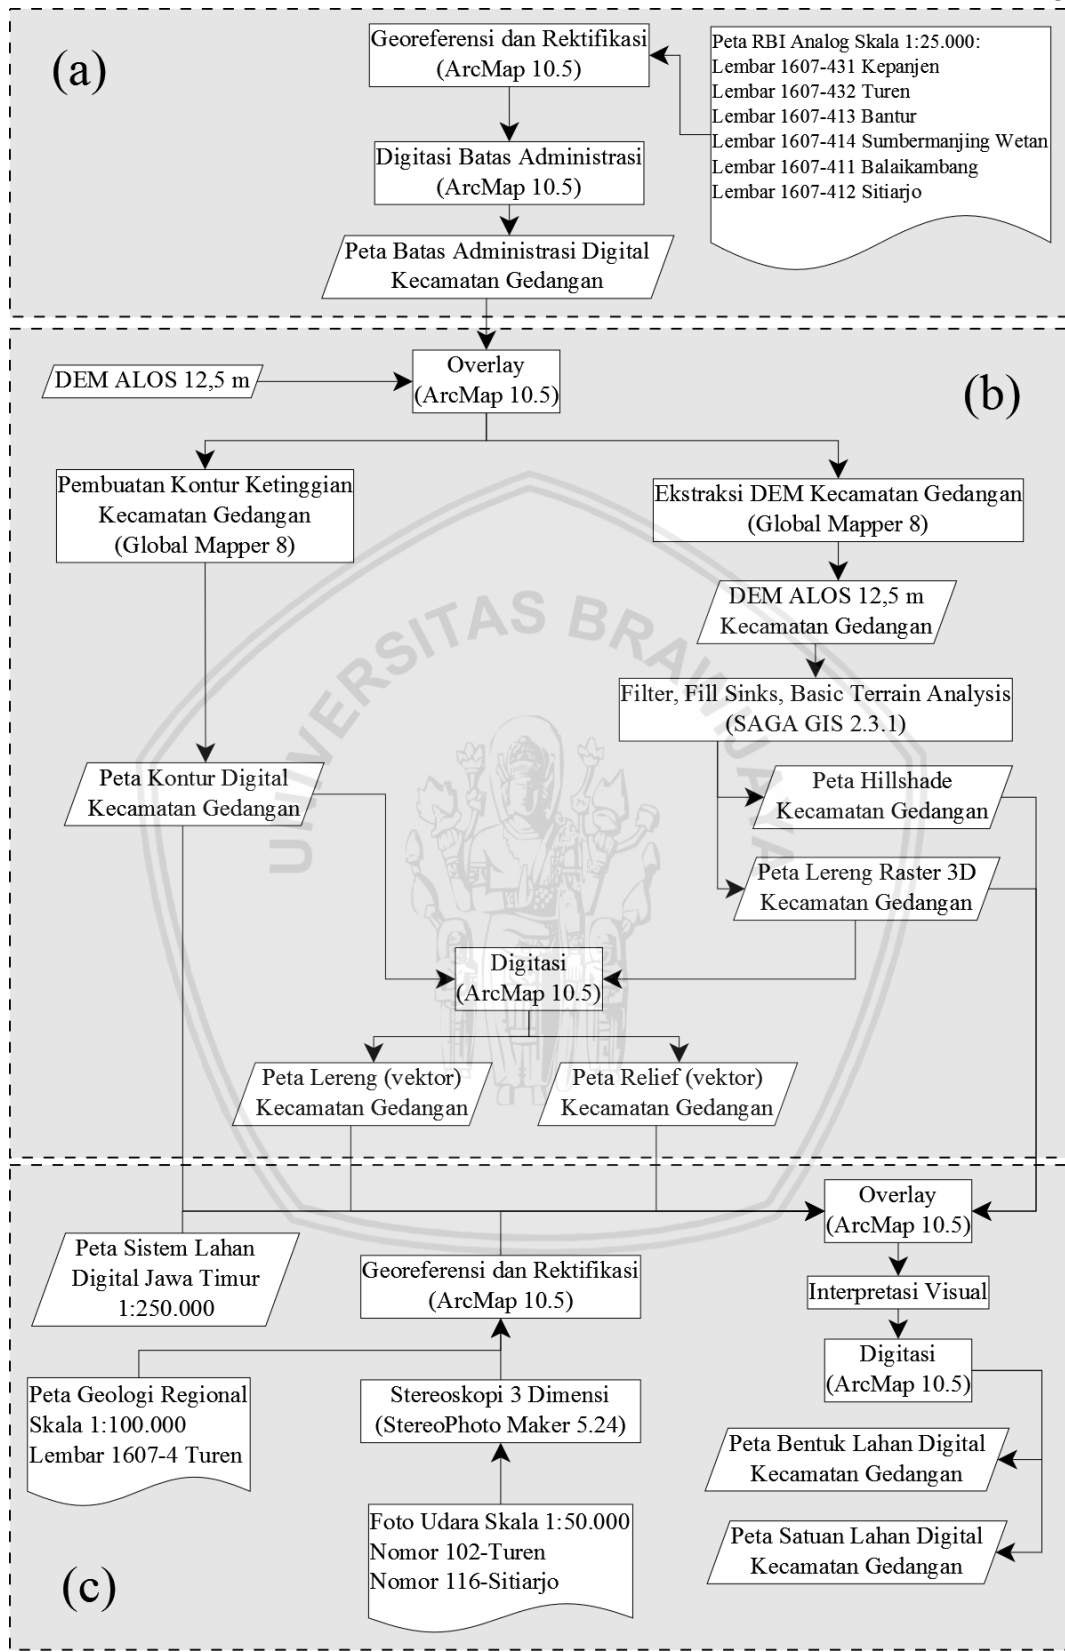 (a)
Georeferensi dan Rektifikasi
(ArcMap 10.5)
Peta RBI Analog Skala 1:25.000:
Lembar 1607-431 Kepanjen
Lembar 1607-432 Turen
Lembar 1607-413 Bantur
Lembar 1607-414 Sumbermanjing Wetan
Lembar 1607-411 Balaikambang
Lembar 1607-412 Sitiarjo
Digitasi Batas Administrasi
(ArcMap 10.5)
Peta Batas Administrasi Digital
Kecamatan Gedangan
(b)
DEM ALOS 12,5 m
Overlay
(ArcMap 10.5)
Pembuatan Kontur Ketinggian
Kecamatan Gedangan
(Global Mapper 8)
Ekstraksi DEM Kecamatan Gedangan
(Global Mapper 8)
DEM ALOS 12,5 m
Kecamatan Gedangan
Filter, Fill Sinks, Basic Terrain Analysis
(SAGA GIS 2.3.1)
Peta Kontur Digital
Kecamatan Gedangan
Peta Hillshade
Kecamatan Gedangan
Peta Lereng Raster 3D
Kecamatan Gedangan
Digitasi
(ArcMap 10.5)
Peta Lereng (vektor)
Kecamatan Gedangan
Peta Relief (vektor)
Kecamatan Gedangan
UNIVERSITAS BRAWIJAYA
Peta Sistem Lahan
Digital Jawa Timur
1:250.000
Georeferensi dan Rektifikasi
(ArcMap 10.5)
Overlay
(ArcMap 10.5)
Interpretasi Visual
Digitasi
(ArcMap 10.5)
Peta Geologi Regional
Skala 1:100.000
Lembar 1607-4 Turen
Stereoskopi 3 Dimensi
(StereoPhoto Maker 5.24)
Peta Bentuk Lahan Digital
Kecamatan Gedangan
Foto Udara Skala 1:50.000
Nomor 102-Turen
Nomor 116-Sitiarjo
Peta Satuan Lahan Digital
Kecamatan Gedangan
(c)